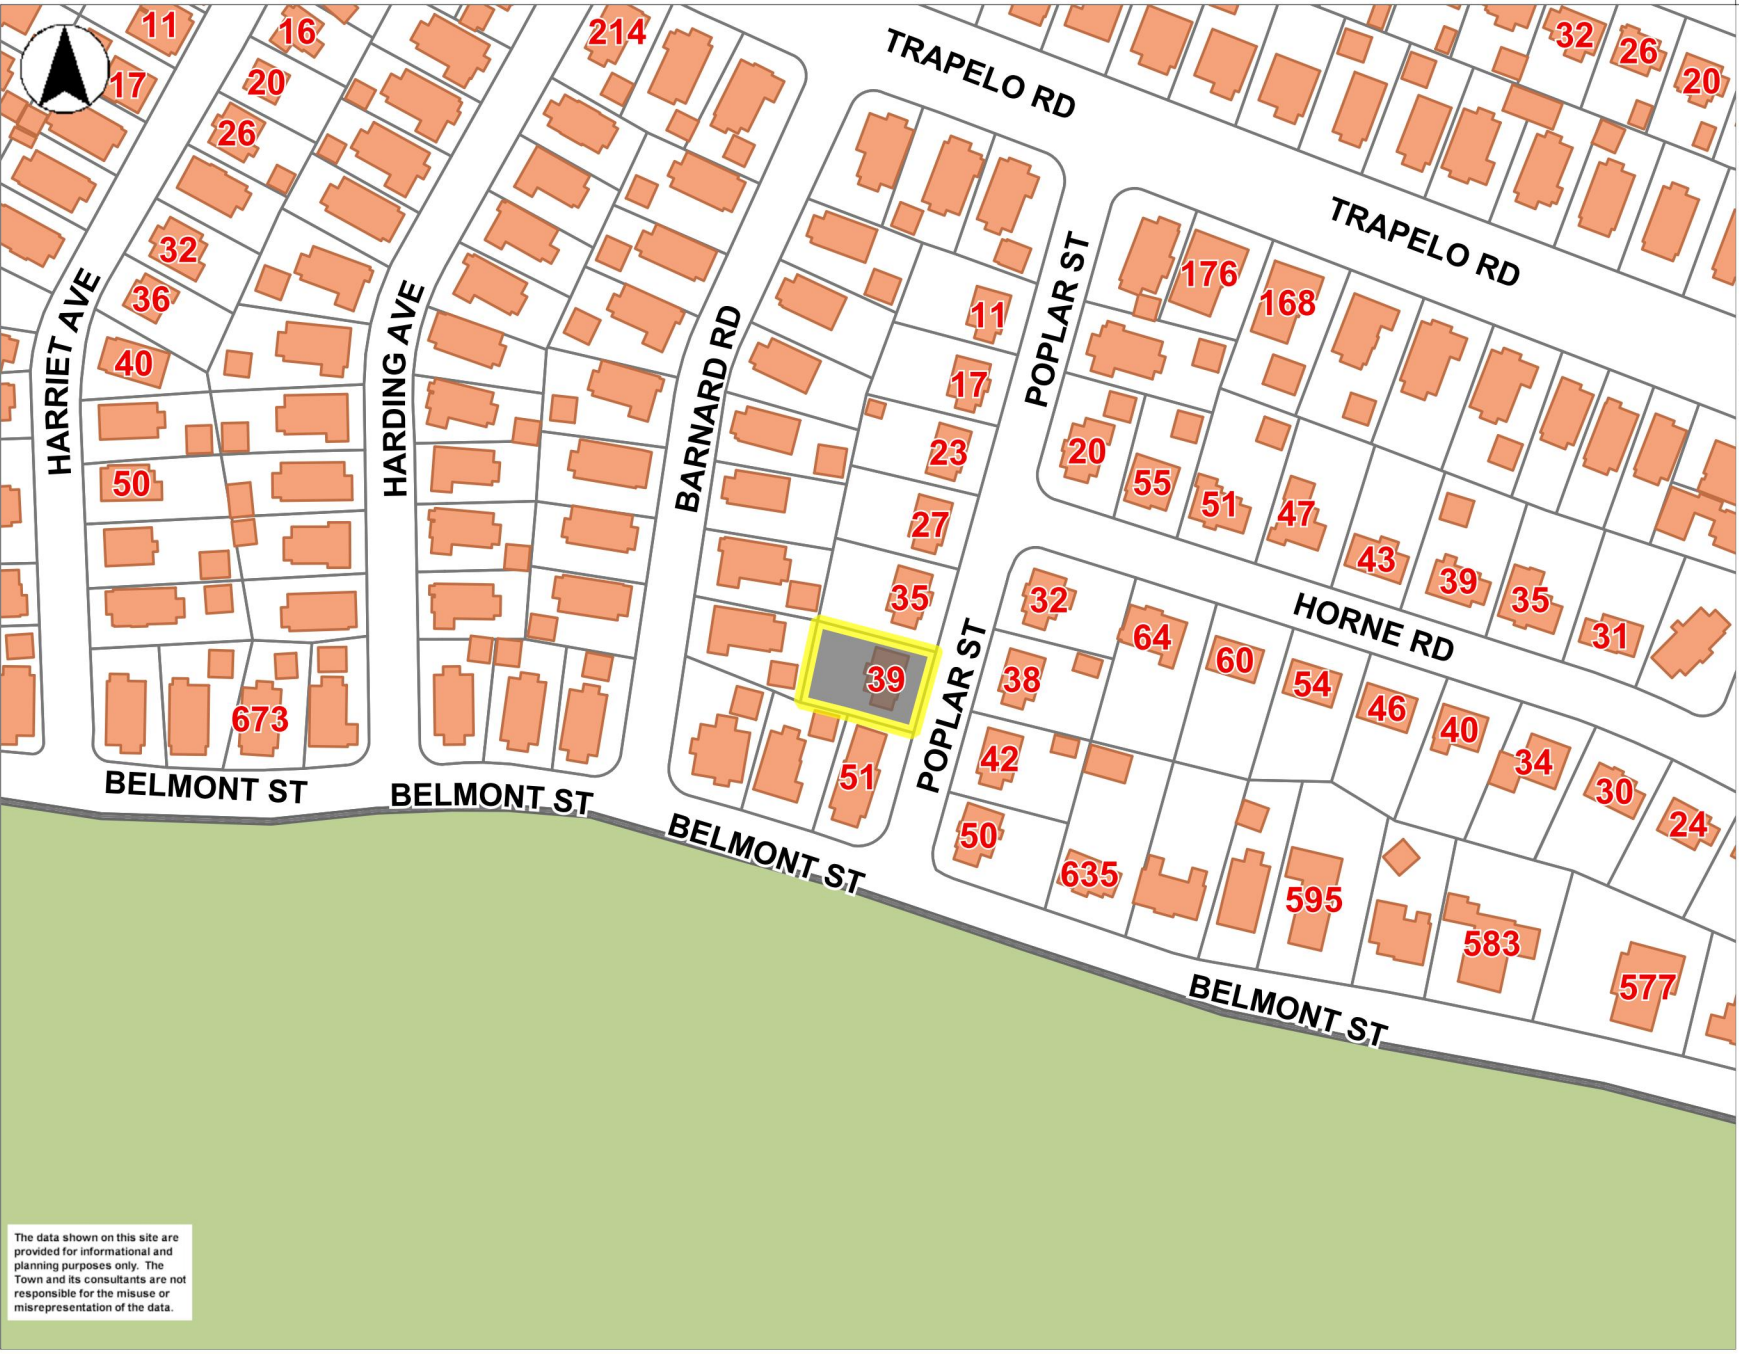 11
16
214
32
26
20
17
20
26
TRAPELO RD
32
36
40
50
673
HARRIET AVE
HARDING AVE
BARNARD RD
POPLAR ST
TRAPELO RD
176
168
11
17
23
27
35
39
51
20
55
51
47
43
39
35
31
HORNE RD
POPLAR ST
32
38
42
50
64
60
54
46
40
34
30
24
635
595
583
577
BELMONT ST
BELMONT ST
BELMONT ST
BELMONT ST
The data shown on this site are
provided for informational and
planning purposes only. The
Town and its consultants are not
responsible for the misuse or
misrepresentation of the data.